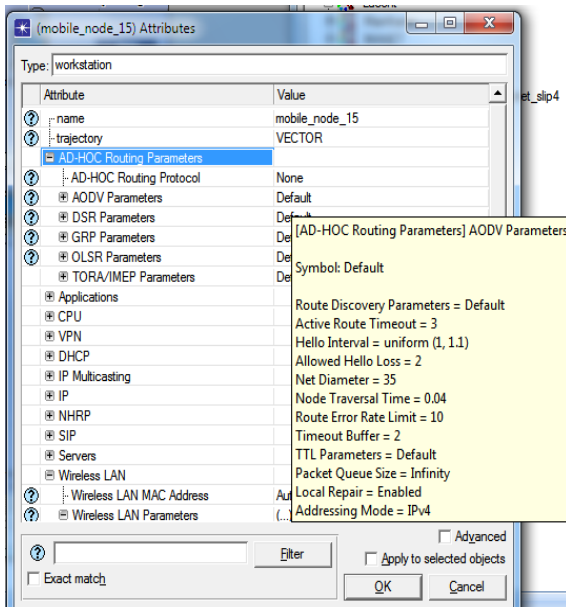 (mobile_node_15) Attributes
Type: workstation
Attribute Value
name mobile_node_15
trajectory VECTOR
AD-HOC Routing Parameters
AD-HOC Routing Protocol None
AODV Parameters Default
DSR Parameters
GRP Parameters
OLSR Parameters
TORA/IMEP Parameters
Applications
CPU
VPN
DHCP
IP Multicasting
IP
NHRP
SIP
Servers
Wireless LAN
Wireless LAN MAC Address
Wireless LAN Parameters (...)
[AD-HOC Routing Parameters] AODV Parameters
Symbol: Default
Route Discovery Parameters = Default
Active Route Timeout = 3
Hello Interval = uniform (1, 1.1)
Allowed Hello Loss = 2
Net Diameter = 35
Node Traversal Time = 0.04
Route Error Rate Limit = 10
Timeout Buffer = 2
TTL Parameters = Default
Packet Queue Size = Infinity
Local Repair = Enabled
Addressing Mode = IPv4
et_slip4
Advanced
Filter
Apply to selected objects
Exact match
OK Cancel